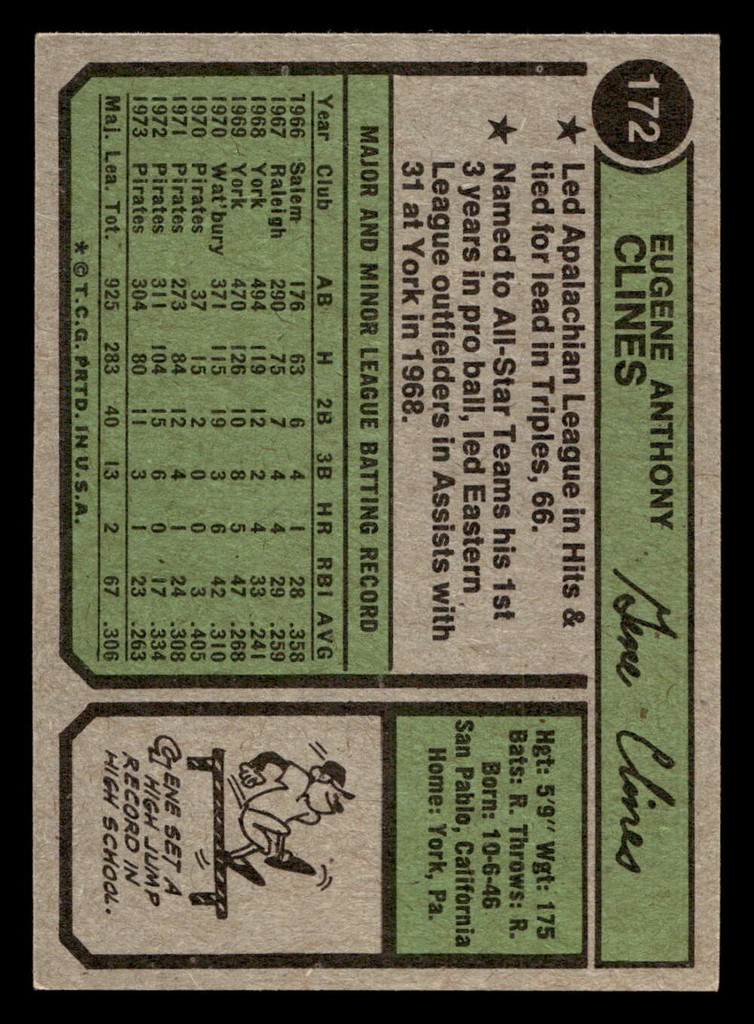 172
EUGENE ANTHONY
CLINES
Gene Clines
★ Led Apalachian League in Hits &
tied for lead in Triples, 66.
★ Named to All-Star Teams his 1st
3 years in pro ball, led Eastern
League outfielders in Assists with
31 at York in 1968.
Hgt: 5'9" Wgt: 175
Bats: R. Throws: R.
Born: 10-6-46
San Pablo, California
Home: York, Pa.
MAJOR AND MINOR LEAGUE BATTING RECORD
Year Club AB H 2B 3B HR RBI AVG
1966 Salem 176 63 6 4 1 28 .358
1967 Raleigh 290 75 7 4 4 29 .259
1968 York 494 119 12 2 4 33 .241
1969 York 470 126 10 8 5 47 .268
1970 Wat'bury 371 115 19 3 6 42 .310
1970 Pirates 37 15 2 0 0 3 .405
1971 Pirates 273 84 12 4 1 24 .308
1972 Pirates 311 104 15 6 0 17 .334
1973 Pirates 304 80 11 3 1 23 .263
Maj. Lea. Tot. 925 283 40 13 2 67 .306
* © T.C.G. PRTD. IN U.S.A.
GENE SET A
HIGH JUMP
RECORD IN
HIGH SCHOOL.